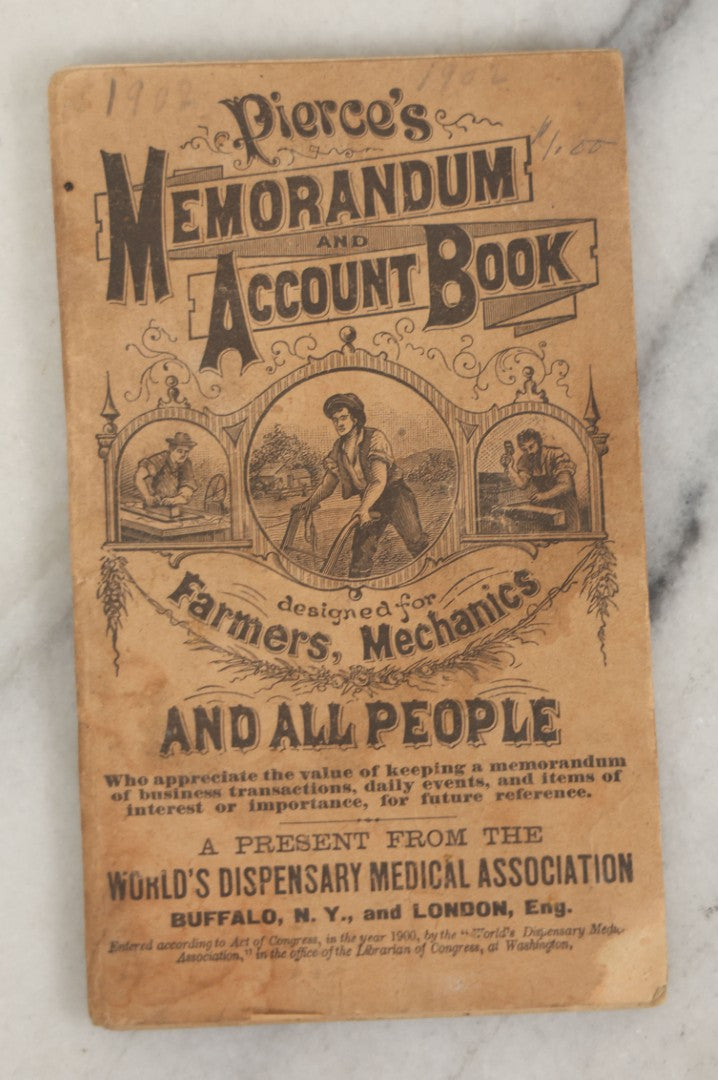 1902 1902
Pierce's
$1.00
MEMORANDUM
AND
ACCOUNT BOOK
designed for
Farmers, Mechanics
AND ALL PEOPLE
Who appreciate the value of keeping a memorandum
of business transactions, daily events, and items of
interest or importance, for future reference.
A PRESENT FROM THE
WORLD'S DISPENSARY MEDICAL ASSOCIATION
BUFFALO, N. Y., and LONDON, Eng.
Entered according to Act of Congress, in the year 1900, by the "World's Dispensary Medic
Association," in the office of the Librarian of Congress, at Washington,